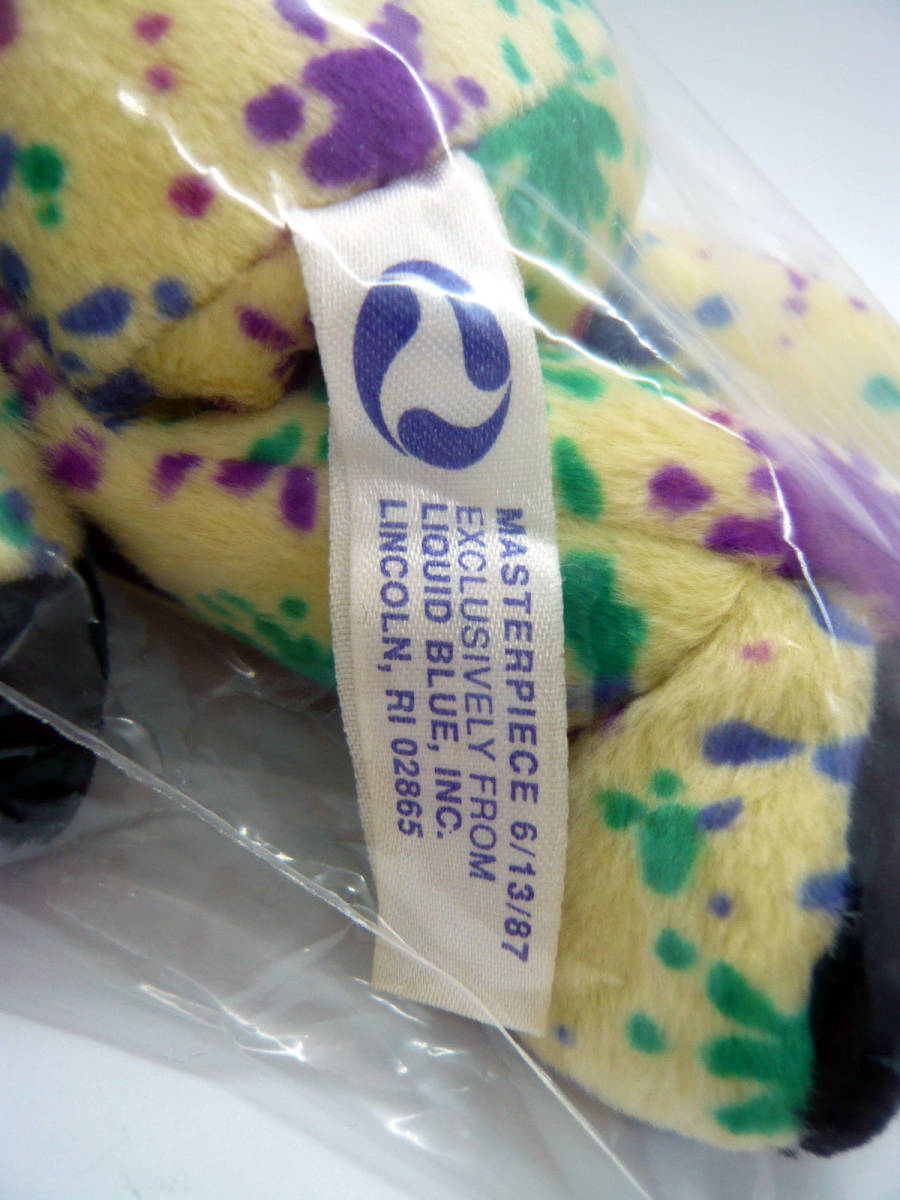 MASTERPIECE 6/13/87
EXCLUSIVELY FROM
LIQUID BLUE, INC.
LINCOLN, RI 02865